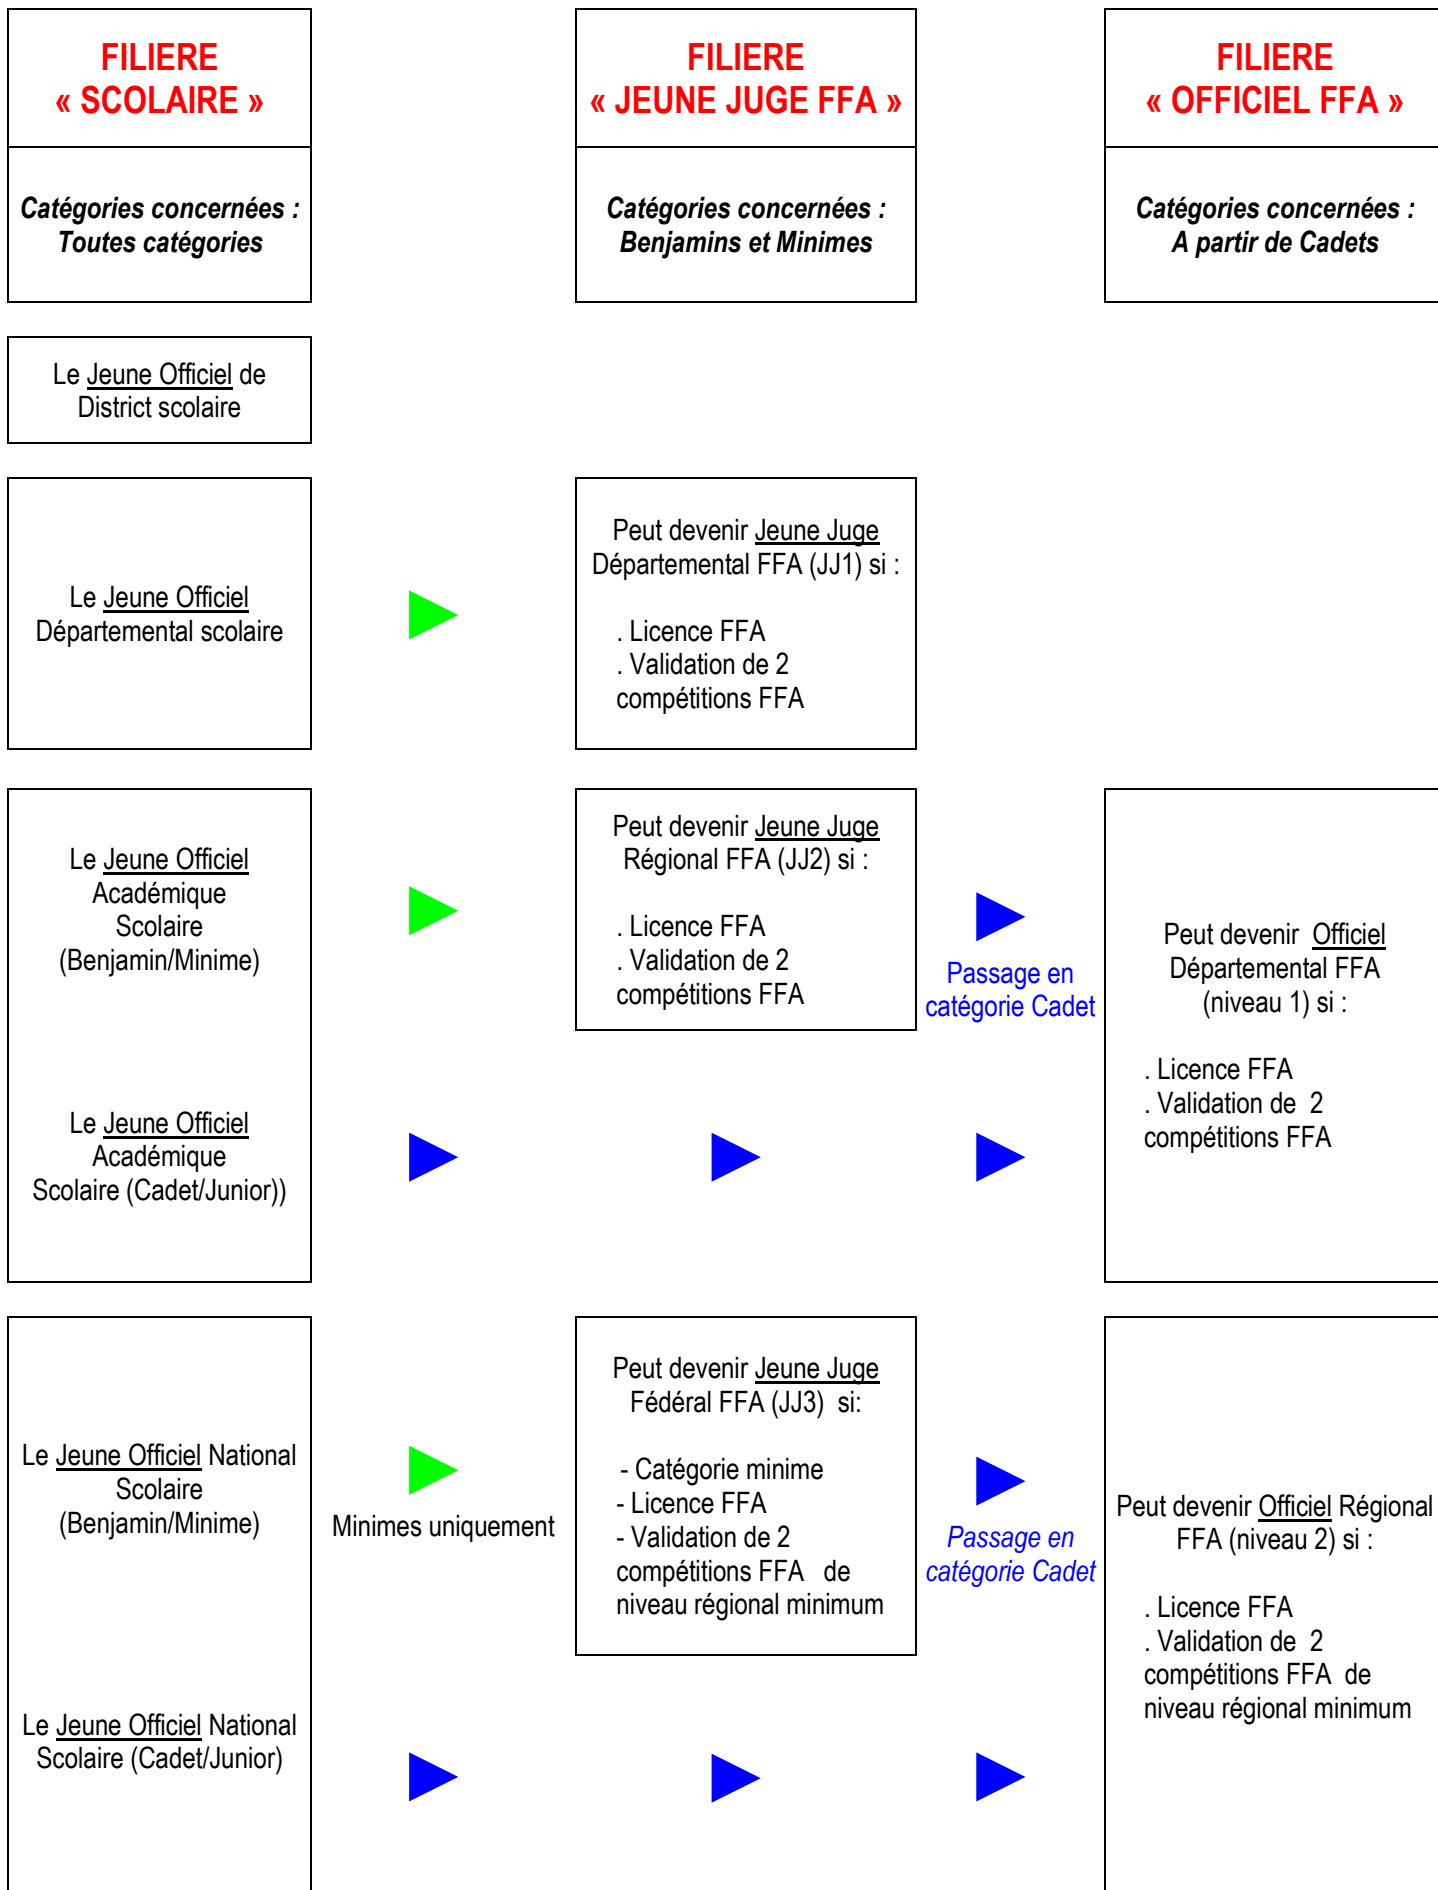 FILIERE
« SCOLAIRE »
FILIERE
« JEUNE JUGE FFA »
FILIERE
« OFFICIEL FFA »
Catégories concernées :
Toutes catégories
Catégories concernées :
Benjamins et Minimes
Catégories concernées :
A partir de Cadets
Le Jeune Officiel de
District scolaire
Le Jeune Officiel
Départemental scolaire
Peut devenir Jeune Juge
Départemental FFA (JJ1) si :
. Licence FFA
. Validation de 2
compétitions FFA
Le Jeune Officiel
Académique
Scolaire
(Benjamin/Minime)
Peut devenir Jeune Juge
Régional FFA (JJ2) si :
. Licence FFA
. Validation de 2
compétitions FFA
Passage en
catégorie Cadet
Peut devenir Officiel
Départemental FFA
(niveau 1) si :
. Licence FFA
. Validation de 2
compétitions FFA
Le Jeune Officiel
Académique
Scolaire (Cadet/Junior))
Le Jeune Officiel National
Scolaire
(Benjamin/Minime)
Minimes uniquement
Peut devenir Jeune Juge
Fédéral FFA (JJ3) si:
- Catégorie minime
- Licence FFA
- Validation de 2
compétitions FFA de
niveau régional minimum
Passage en
catégorie Cadet
Peut devenir Officiel Régional
FFA (niveau 2) si :
. Licence FFA
. Validation de 2
compétitions FFA de
niveau régional minimum
Le Jeune Officiel National
Scolaire (Cadet/Junior)